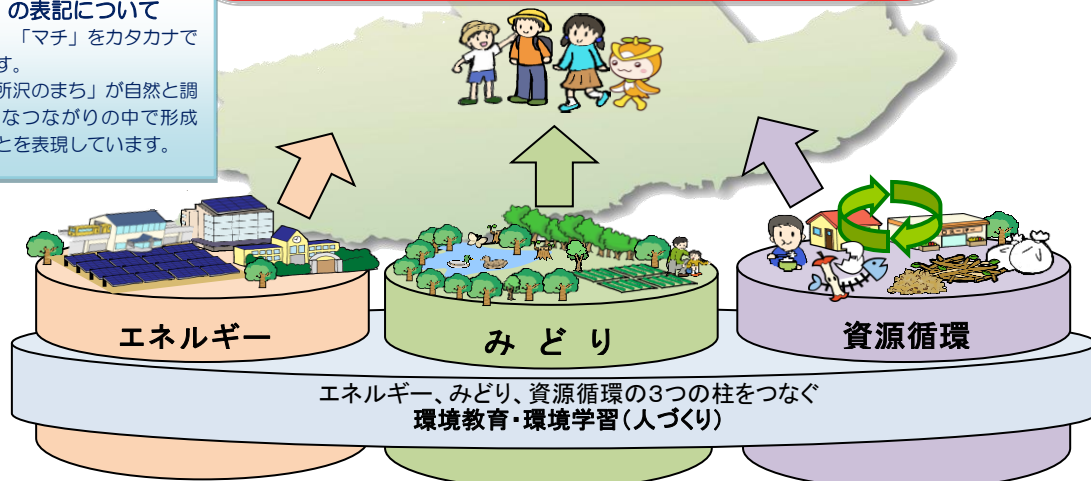 の表記について
「マチ」をカタカナで
す。
所沢のまち」が自然と調
なつながりの中で形成
とを表現しています。
エネルギー
みどり
資源循環
エネルギー、みどり、資源循環の3つの柱をつなぐ
環境教育・環境学習（人づくり）